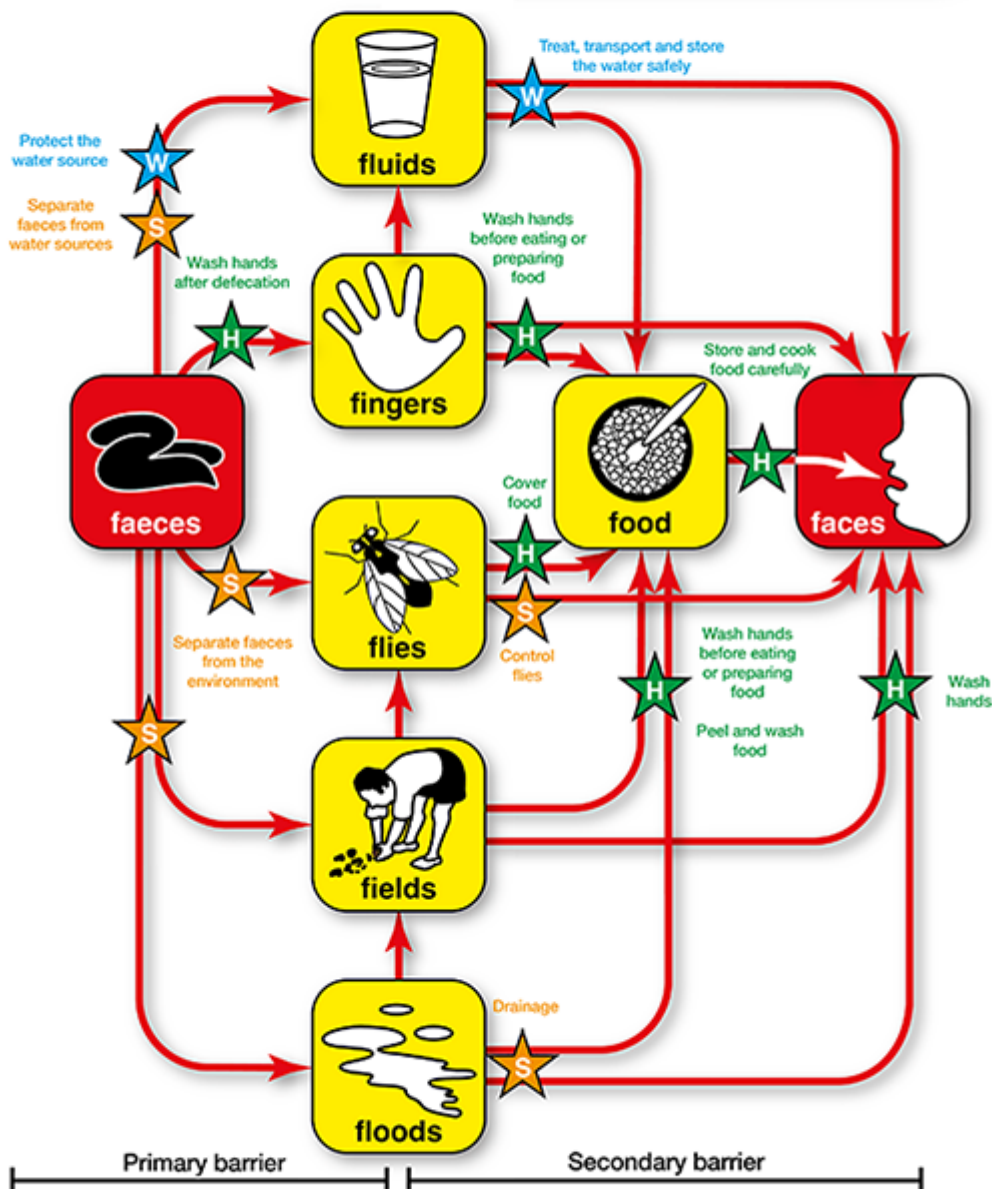 Treat, transport and store
the water safely
W
fluids
Protect the
water source
W
Separate
faeces from
water sources
S
Wash hands
before eating or
preparing
food
Wash hands
after defecation
H
H
fingers
Store and cook
food carefully
faeces
H
food
faces
Cover
food
H
S
S
flies
Control
flies
Separate faeces
from the
environment
Wash hands
before eating
or preparing
food
H
Peel and wash
food
H
Wash
hands
S
fields
Drainage
S
floods
Primary barrier
Secondary barrier